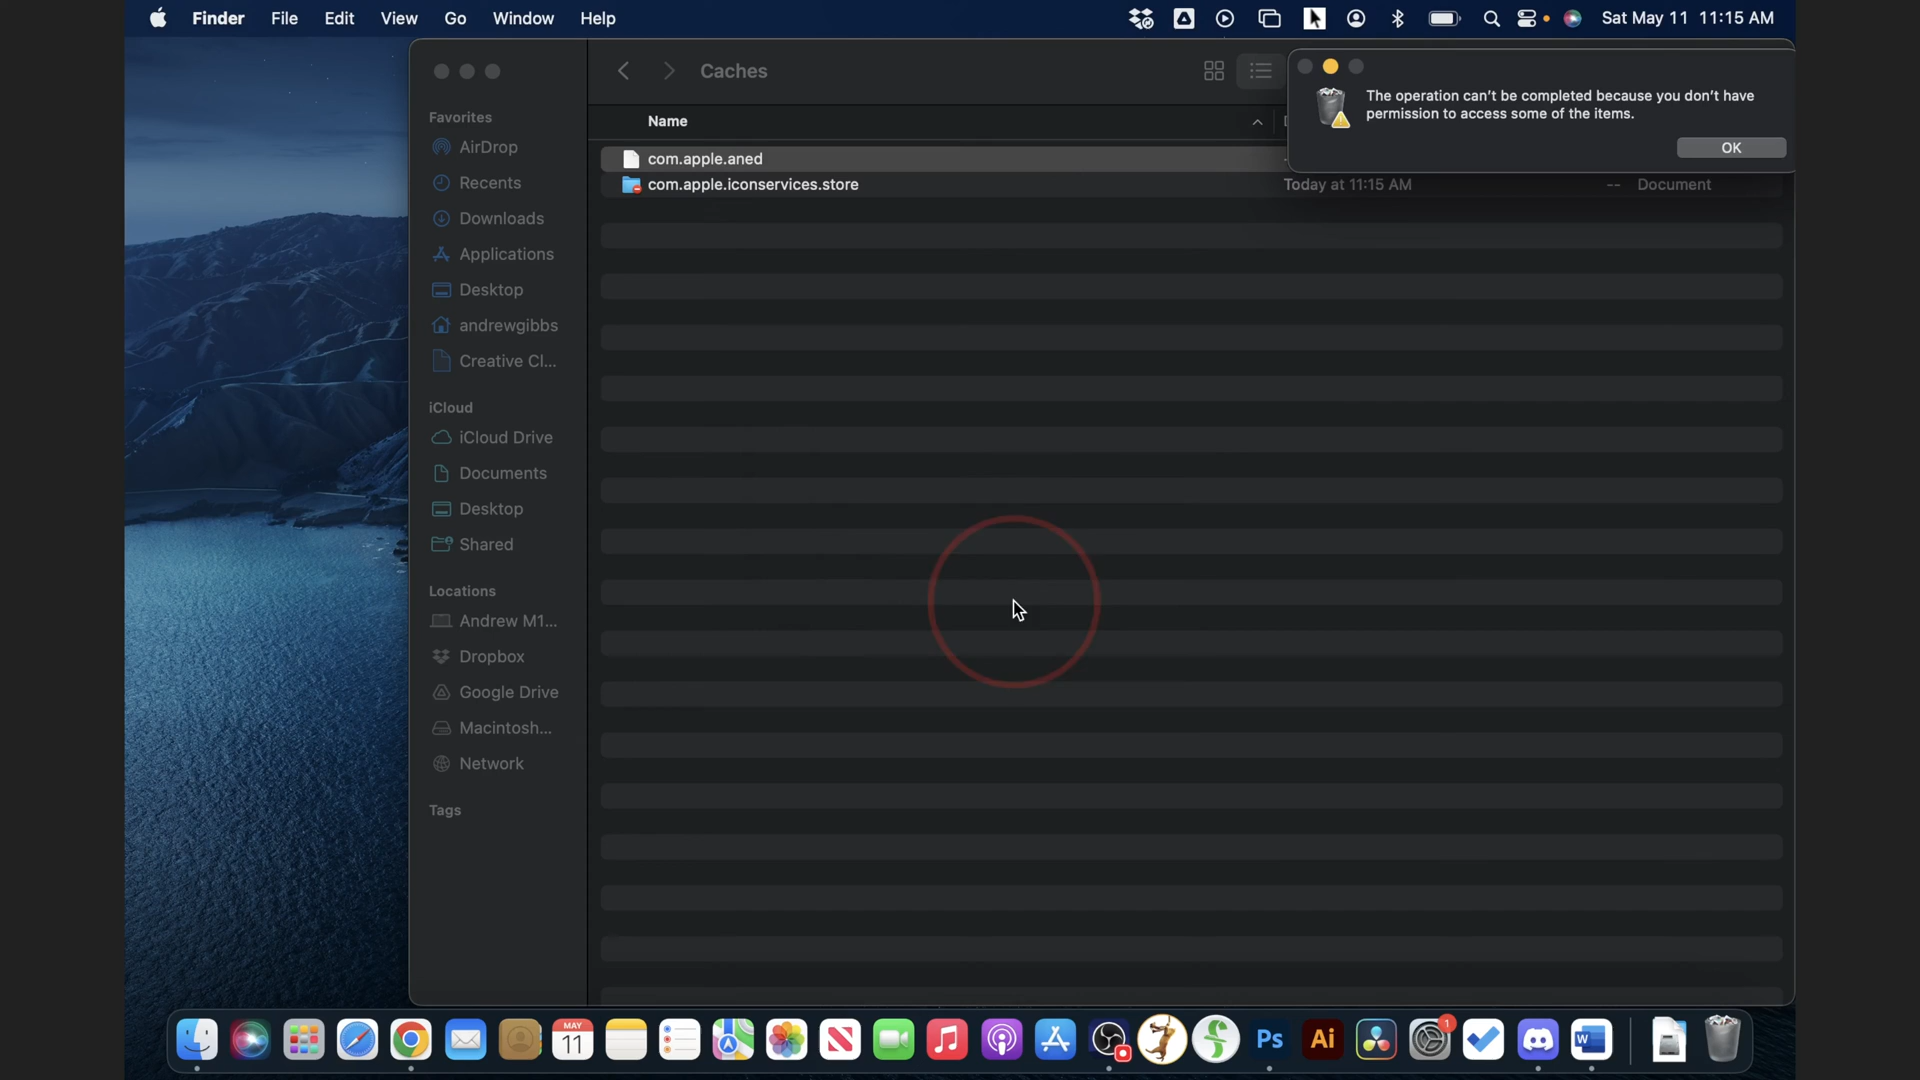 Finder File Edit View Go Window Help
Sat May 11 11:15 AM
Caches
The operation can't be completed because you don't have
permission to access some of the items.
OK
Name
com.apple.aned
com.apple.iconservices.store
Today at 11:15 AM
--
Document
Favorites
AirDrop
Recents
Downloads
Applications
Desktop
andrewgibbs
Creative Cl...
iCloud
iCloud Drive
Documents
Desktop
Shared
Locations
Andrew M1...
Dropbox
Google Drive
Macintosh...
Network
Tags
MAY
11
Ps
Ai
1
W